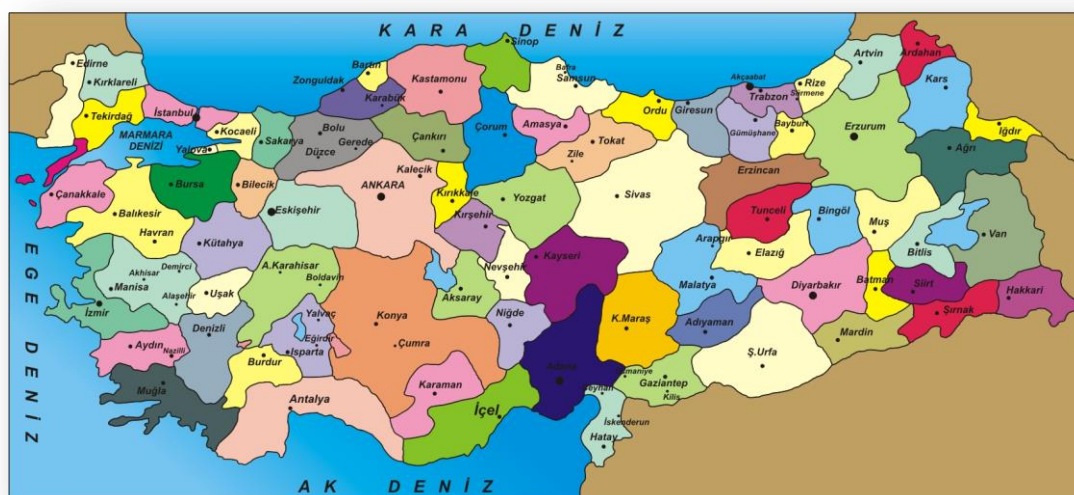 KARA DENİZ
Sinop
Edirne
Kırklareli
Tekirdağ
İstanbul
MARMARA
DENİZİ
Kocaeli
Yalova
Sakarya
Zonguldak
Bartın
Karabük
Kastamonu
Bolu
Düzce
Gerede
Çankırı
Çorum
Bafra
Samsun
Amasya
Ordu
Giresun
Akçaabat
Trabzon
Sürmene
Rize
Artvin
Ardahan
Kars
Iğdır
Ağrı
Erzurum
Bayburt
Gümüşhane
Tokat
Zile
Çanakkale
Balıkesir
Havran
Bursa
Bilecik
Eskişehir
Kütahya
ANKARA
Kalecik
Kırıkkale
Kırşehir
Yozgat
Sivas
Erzincan
Tunceli
Bingöl
Muş
Bitlis
Van
EGE DENİZ
Akhisar
Demirci
Manisa
Alaşehir
İzmir
Uşak
A.Karahisar
Boldavin
Aksaray
Nevşehir
Kayseri
Arapgir
Malatya
Elazığ
Diyarbakır
Batman
Siirt
Şırnak
Hakkari
Aydın
Nazilli
Denizli
Yalvaç
Eğirdir
Isparta
Burdur
Konya
Çumra
Niğde
K.Maraş
Adıyaman
Mardin
Ş.Urfa
Muğla
Antalya
Karaman
İçel
Adana
Ceyhan
Osmaniye
Gaziantep
Kilis
İskenderun
Hatay
AK DENİZ